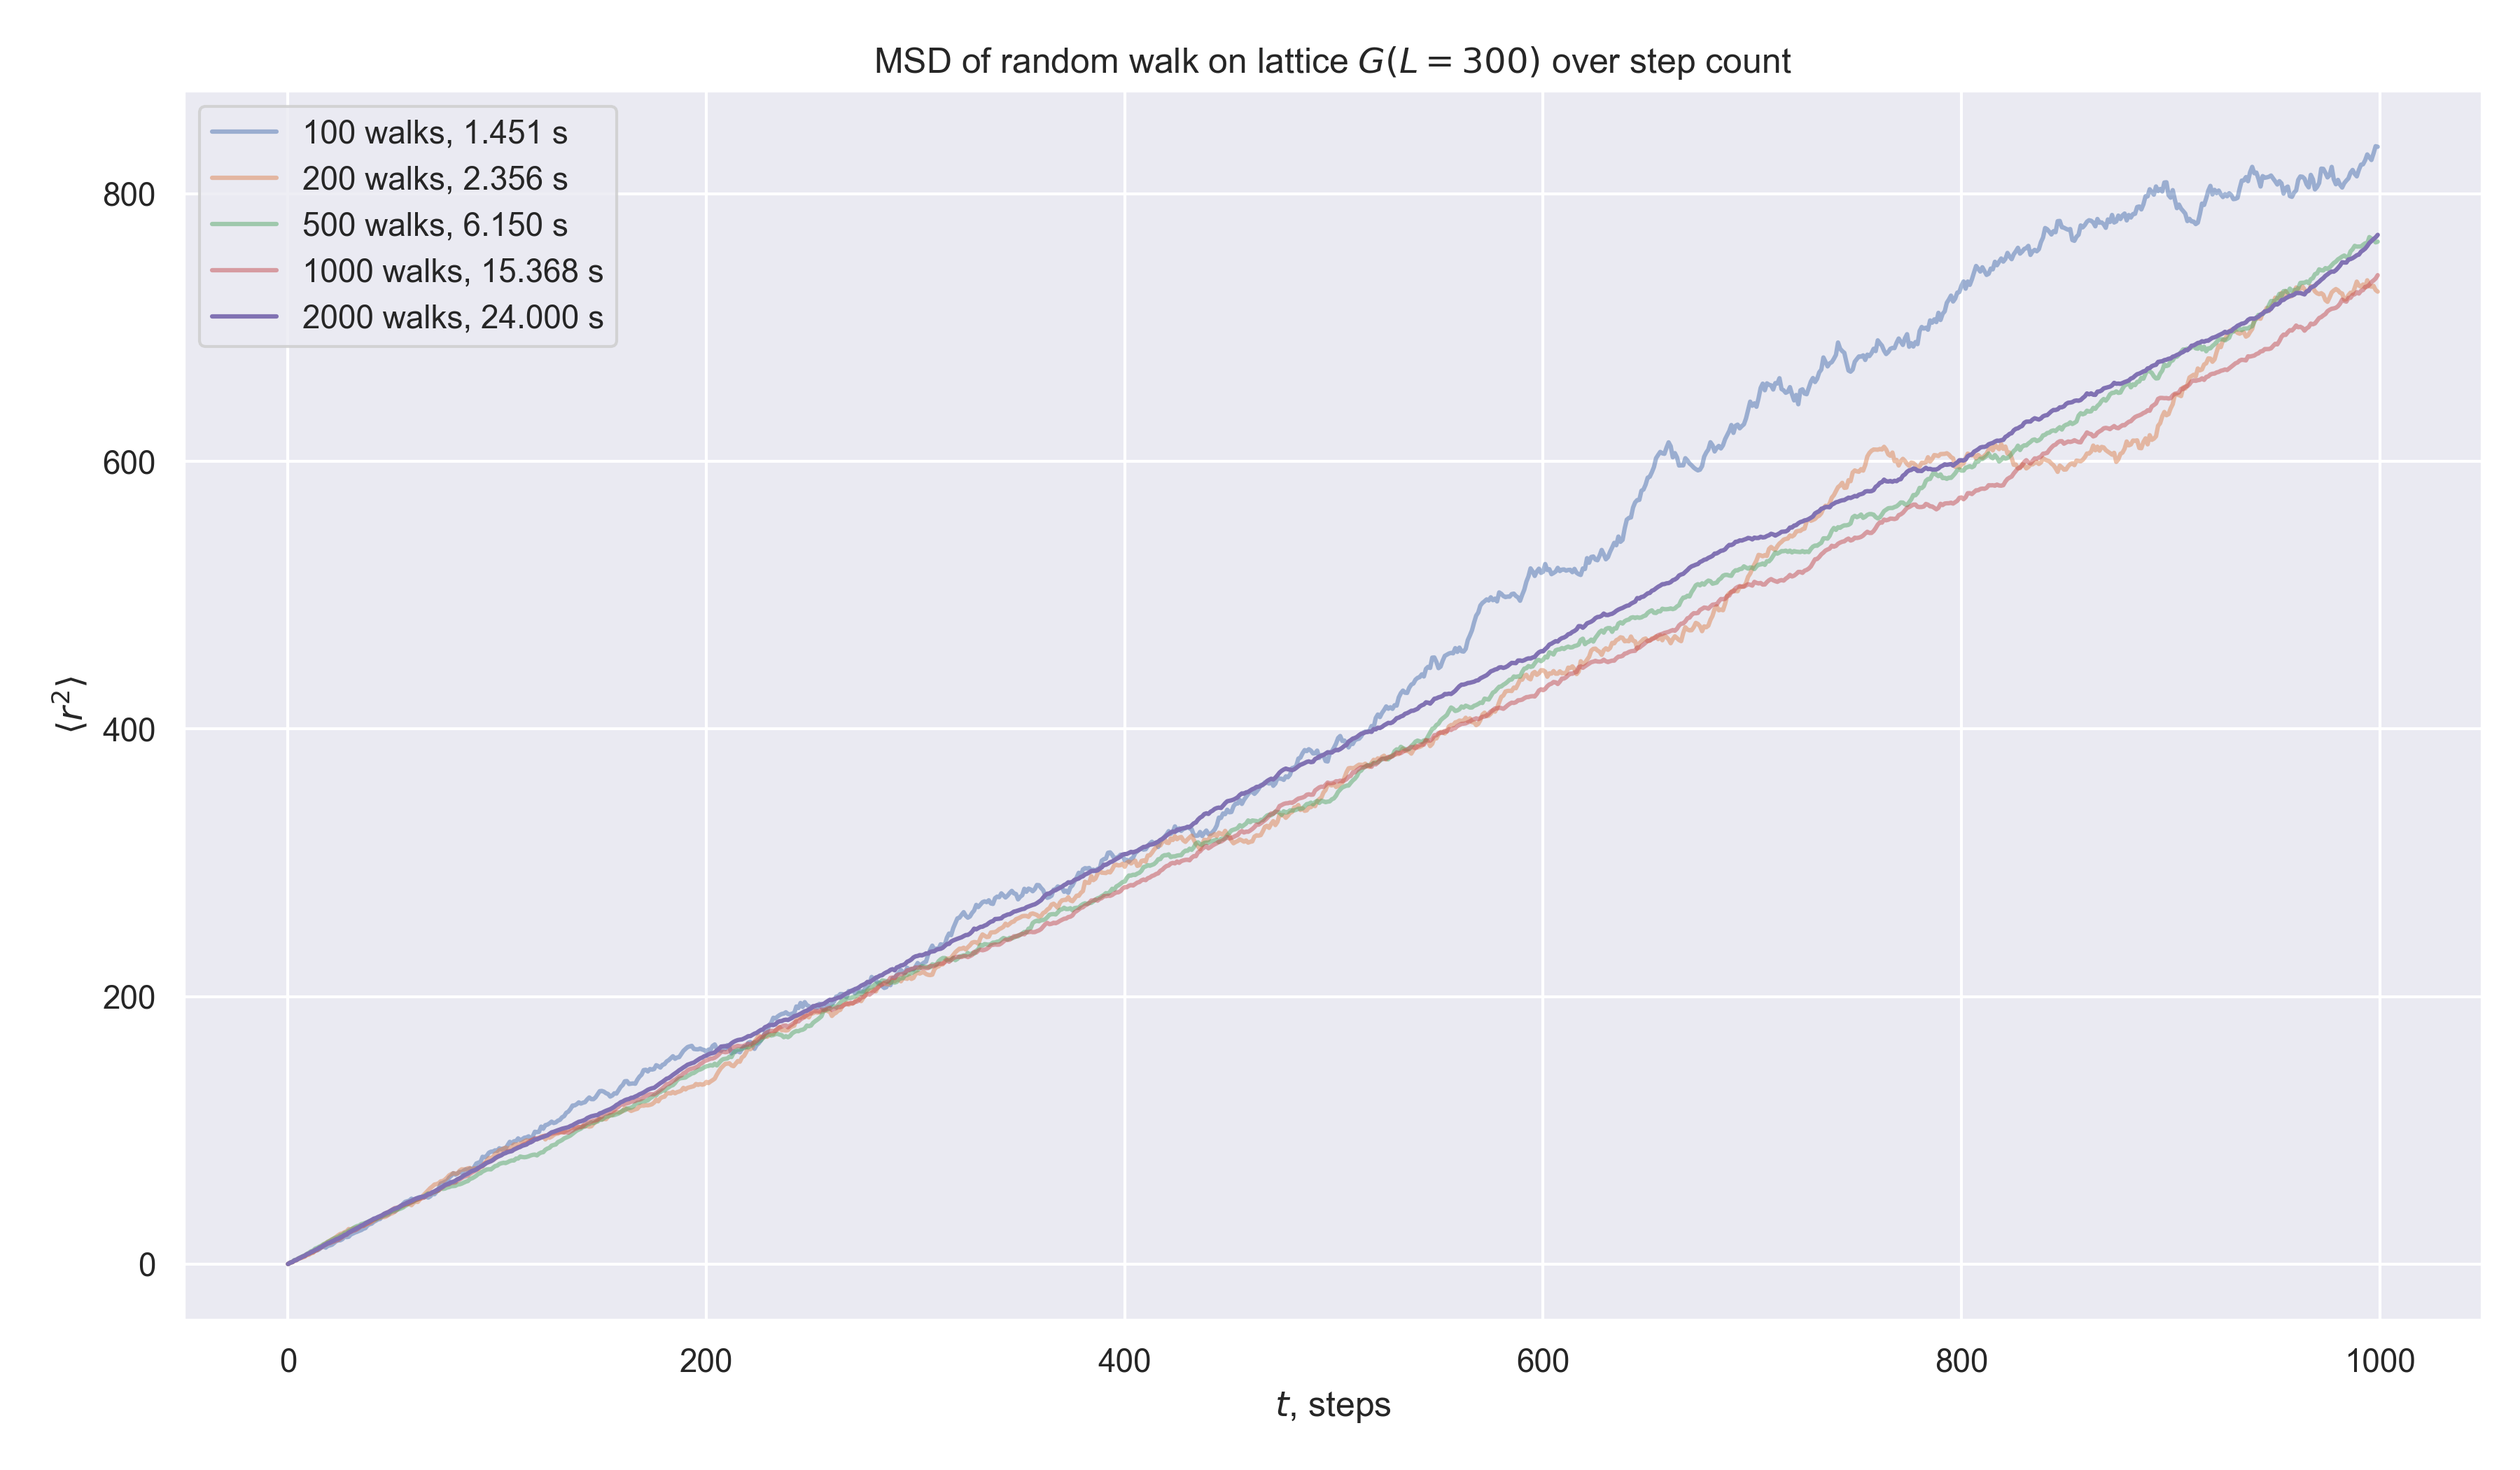 MSD of random walk on lattice G(L = 300) over step count
100 walks, 1.451 s
200 walks, 2.356 s
500 walks, 6.150 s
1000 walks, 15.368 s
2000 walks, 24.000 s
800
600
400
200
0
⟨r²⟩
0 200 400 600 800 1000
t, steps